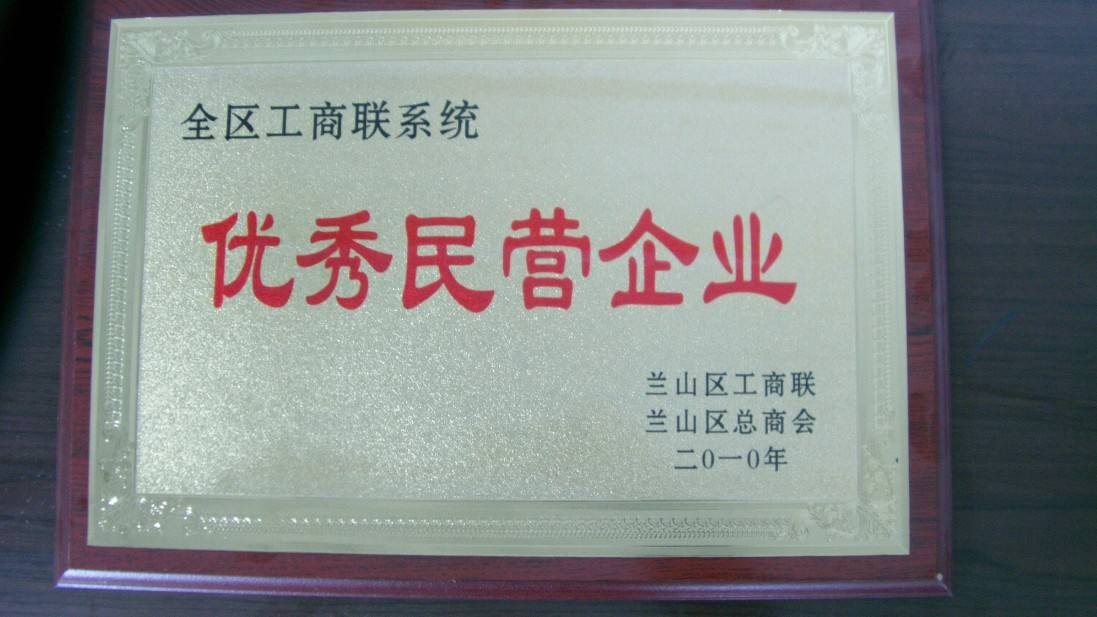 全区工商联系统
优秀民营企业
兰山区工商联
兰山区总商会
二0一0年